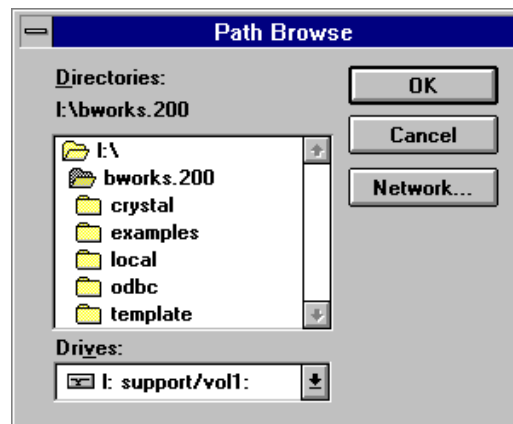 Path Browse
Directories:
I:\bworks.200
I:\
bworks.200
crystal
examples
local
odbc
template
Drives:
I: support/vol1:
OK
Cancel
Network...